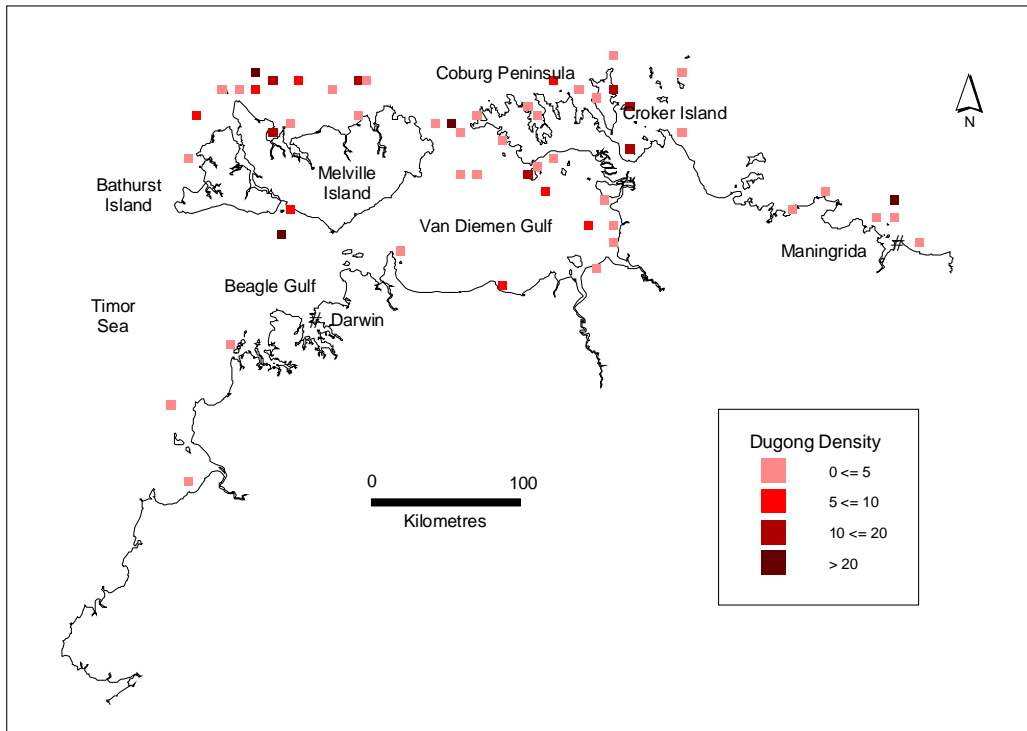 Coburg Peninsula
N
Croker Island
Melville
Island
Bathurst
Island
Van Diemen Gulf
#
Maningrida
Beagle Gulf
Timor
Sea
# Darwin
Dugong Density
0 <= 5
5 <= 10
10 <= 20
> 20
0 100
Kilometres